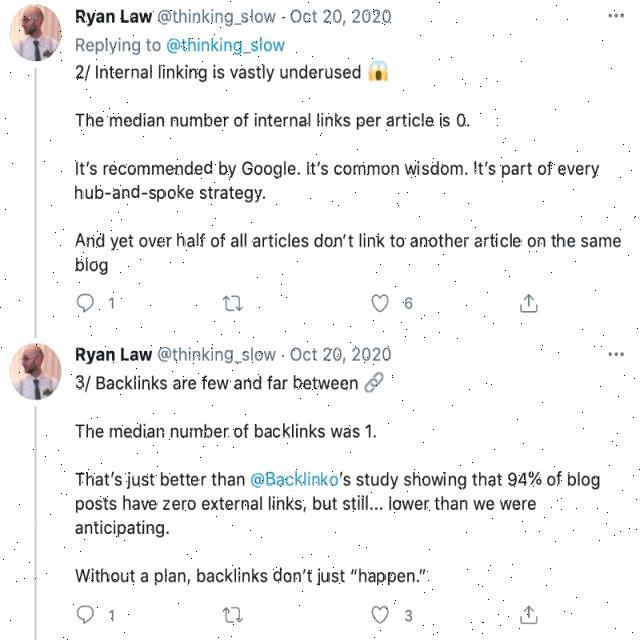 Ryan Law @thinking_slow · Oct 20, 2020
Replying to @thinking_slow
2/ Internal linking is vastly underused 😱
The median number of internal links per article is 0.
It's recommended by Google. It's common wisdom. It's part of every
hub-and-spoke strategy.
And yet over half of all articles don't link to another article on the same
blog
1 6
Ryan Law @thinking_slow · Oct 20, 2020
3/ Backlinks are few and far between 🔗
The median number of backlinks was 1.
That's just better than @Backlinko's study showing that 94% of blog
posts have zero external links, but still... lower than we were
anticipating.
Without a plan, backlinks don't just “happen.”
1 3